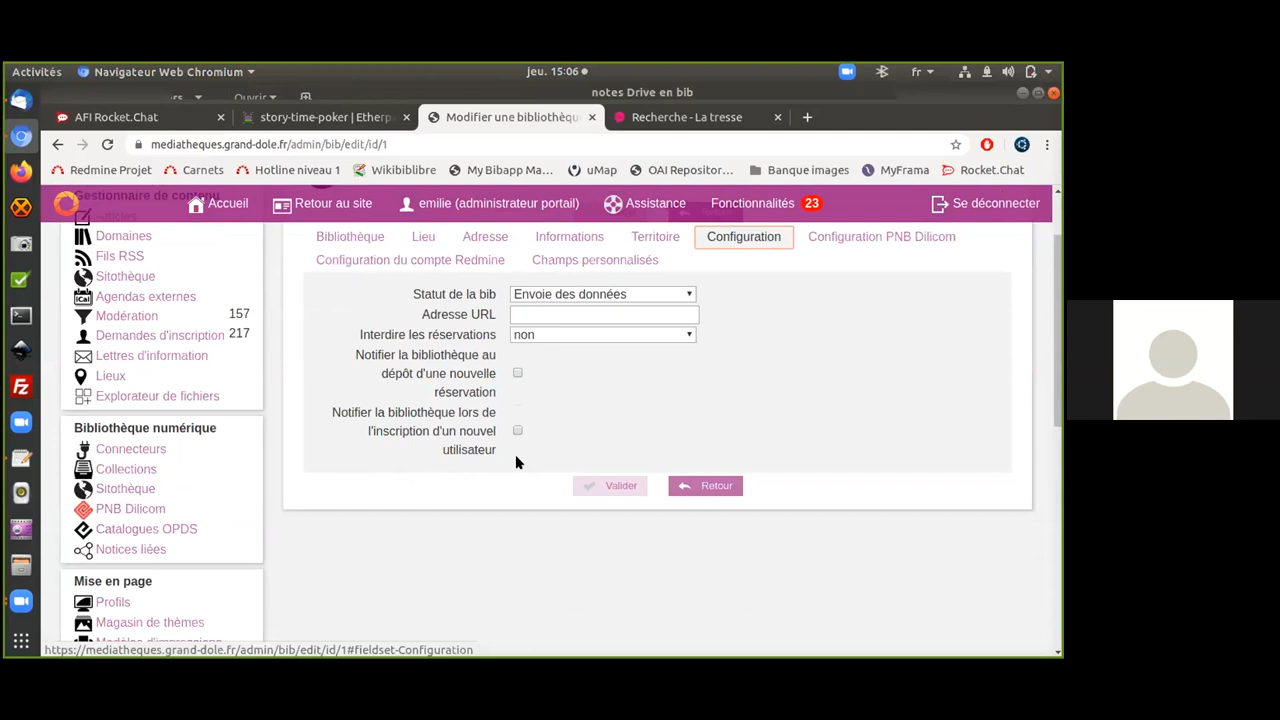 Activités
Navigateur Web Chromium
jeu. 15:06
fr
Ouvrir
notes Drive en bib
AFI Rocket.Chat
story-time-poker | Etherp
Modifier une bibliothèqu
Recherche - La tresse
mediatheques.grand-dole.fr/admin/bib/edit/id/1
Redmine Projet
Carnets
Hotline niveau 1
Wikibiblibre
My Bibapp Ma...
uMap
OAI Repositor...
Banque images
MyFrama
Rocket.Chat
Gestionnaire de contenu
Accueil
Retour au site
emilie (administrateur portail)
Assistance
Fonctionnalités 23
Se déconnecter
Domaines
Fils RSS
Sitothèque
Agendas externes
Modération 157
Demandes d'inscription 217
Lettres d'information
Lieux
Explorateur de fichiers
Bibliothèque numérique
Connecteurs
Collections
Sitothèque
PNB Dilicom
Catalogues OPDS
Notices liées
Mise en page
Profils
Magasin de thèmes
Modèles d'impressions
Bibliothèque
Lieu
Adresse
Informations
Territoire
Configuration
Configuration PNB Dilicom
Configuration du compte Redmine
Champs personnalisés
Statut de la bib Envoie des données
Adresse URL
Interdire les réservations non
Notifier la bibliothèque au
dépôt d'une nouvelle
réservation
Notifier la bibliothèque lors de
l'inscription d'un nouvel
utilisateur
Valider
Retour
https://mediatheques.grand-dole.fr/admin/bib/edit/id/1#fieldset-Configuration